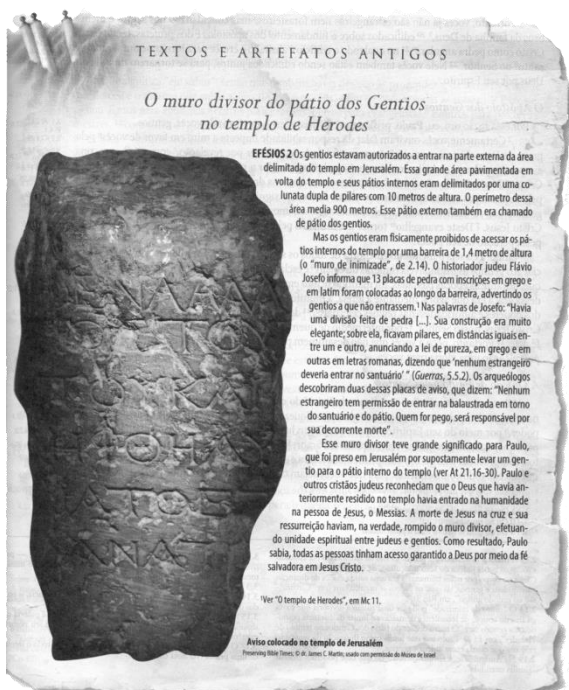 TEXTOS E ARTEFATOS ANTIGOS
O muro divisor do pátio dos Gentios
no templo de Herodes
EFÉSIOS 2 Os gentios estavam autorizados a entrar na parte externa da área
delimitada do templo em Jerusalém. Essa grande área pavimentada em
volta do templo e seus pátios internos eram delimitados por uma co-
lunata dupla de pilares com 10 metros de altura. O perímetro dessa
área media 900 metros. Esse pátio externo também era chamado
de pátio dos gentios.
Mas os gentios eram fisicamente proibidos de acessar os pá-
tios internos do templo por uma barreira de 1,4 metro de altura
(o “muro de inimizade”, de 2.14). O historiador judeu Flávio
Josefo informa que 13 placas de pedra com inscrições em grego e
em latim foram colocadas ao longo da barreira, advertindo os
gentios a que não entrassem.¹ Nas palavras de Josefo: “Havia
uma divisão feita de pedra [...]. Sua construção era muito
elegante; sobre ela, ficavam pilares, em distâncias iguais en-
tre um e outro, anunciando a lei de pureza, em grego e em
outras em letras romanas, dizendo que ‘nenhum estrangeiro
deveria entrar no santuário’ ” (Guerras, 5.5.2). Os arqueólogos
descobriram duas dessas placas de aviso, que dizem: “Nenhum
estrangeiro tem permissão de entrar na balaustrada em torno
do santuário e do pátio. Quem for pego, será responsável por
sua decorrente morte”.
Esse muro divisor teve grande significado para Paulo,
que foi preso em Jerusalém por supostamente levar um gen-
tio para o pátio interno do templo (ver At 21.16-30). Paulo e
outros cristãos judeus reconheciam que o Deus que havia an-
teriormente residido no templo havia entrado na humanidade
na pessoa de Jesus, o Messias. A morte de Jesus na cruz e sua
ressurreição haviam, na verdade, rompido o muro divisor, efetuan-
do unidade espiritual entre judeus e gentios. Como resultado, Paulo
sabia, todas as pessoas tinham acesso garantido a Deus por meio da fé
salvadora em Jesus Cristo.
¹Ver “O templo de Herodes”, em Mc 11.
Aviso colocado no templo de Jerusalém
Preserving Bible Times; © dr. James C. Martin; usado com permissão do Museu de Israel
ΑΤΟΕ
ΑΝΑΤ